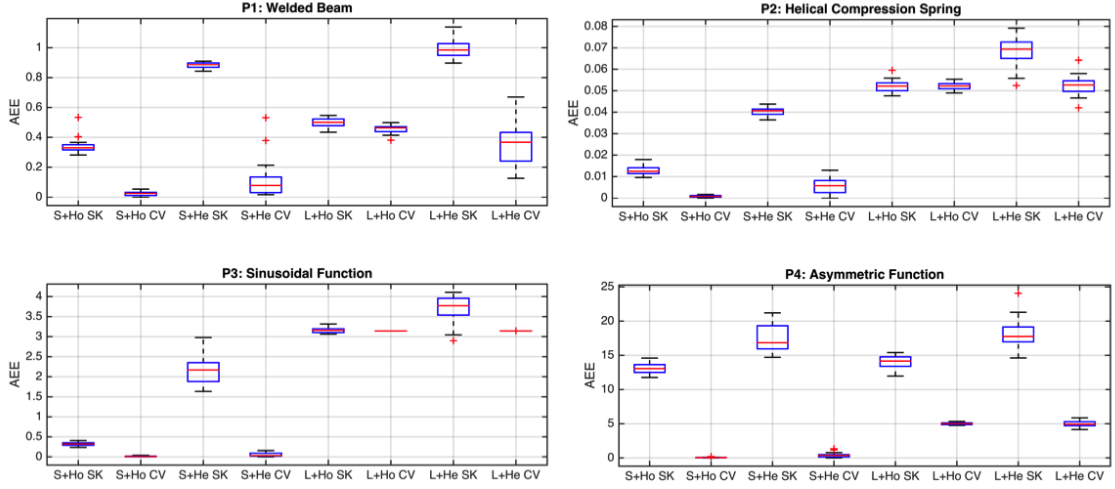 P1: Welded Beam
AEE
1
0.8
0.6
0.4
0.2
0
S+Ho SK S+Ho CV S+He SK S+He CV L+Ho SK L+Ho CV L+He SK L+He CV
P2: Helical Compression Spring
AEE
0.08
0.07
0.06
0.05
0.04
0.03
0.02
0.01
0
S+Ho SK S+Ho CV S+He SK S+He CV L+Ho SK L+Ho CV L+He SK L+He CV
P3: Sinusoidal Function
AEE
4
3.5
3
2.5
2
1.5
1
0.5
0
S+Ho SK S+Ho CV S+He SK S+He CV L+Ho SK L+Ho CV L+He SK L+He CV
P4: Asymmetric Function
AEE
25
20
15
10
5
0
S+Ho SK S+Ho CV S+He SK S+He CV L+Ho SK L+Ho CV L+He SK L+He CV